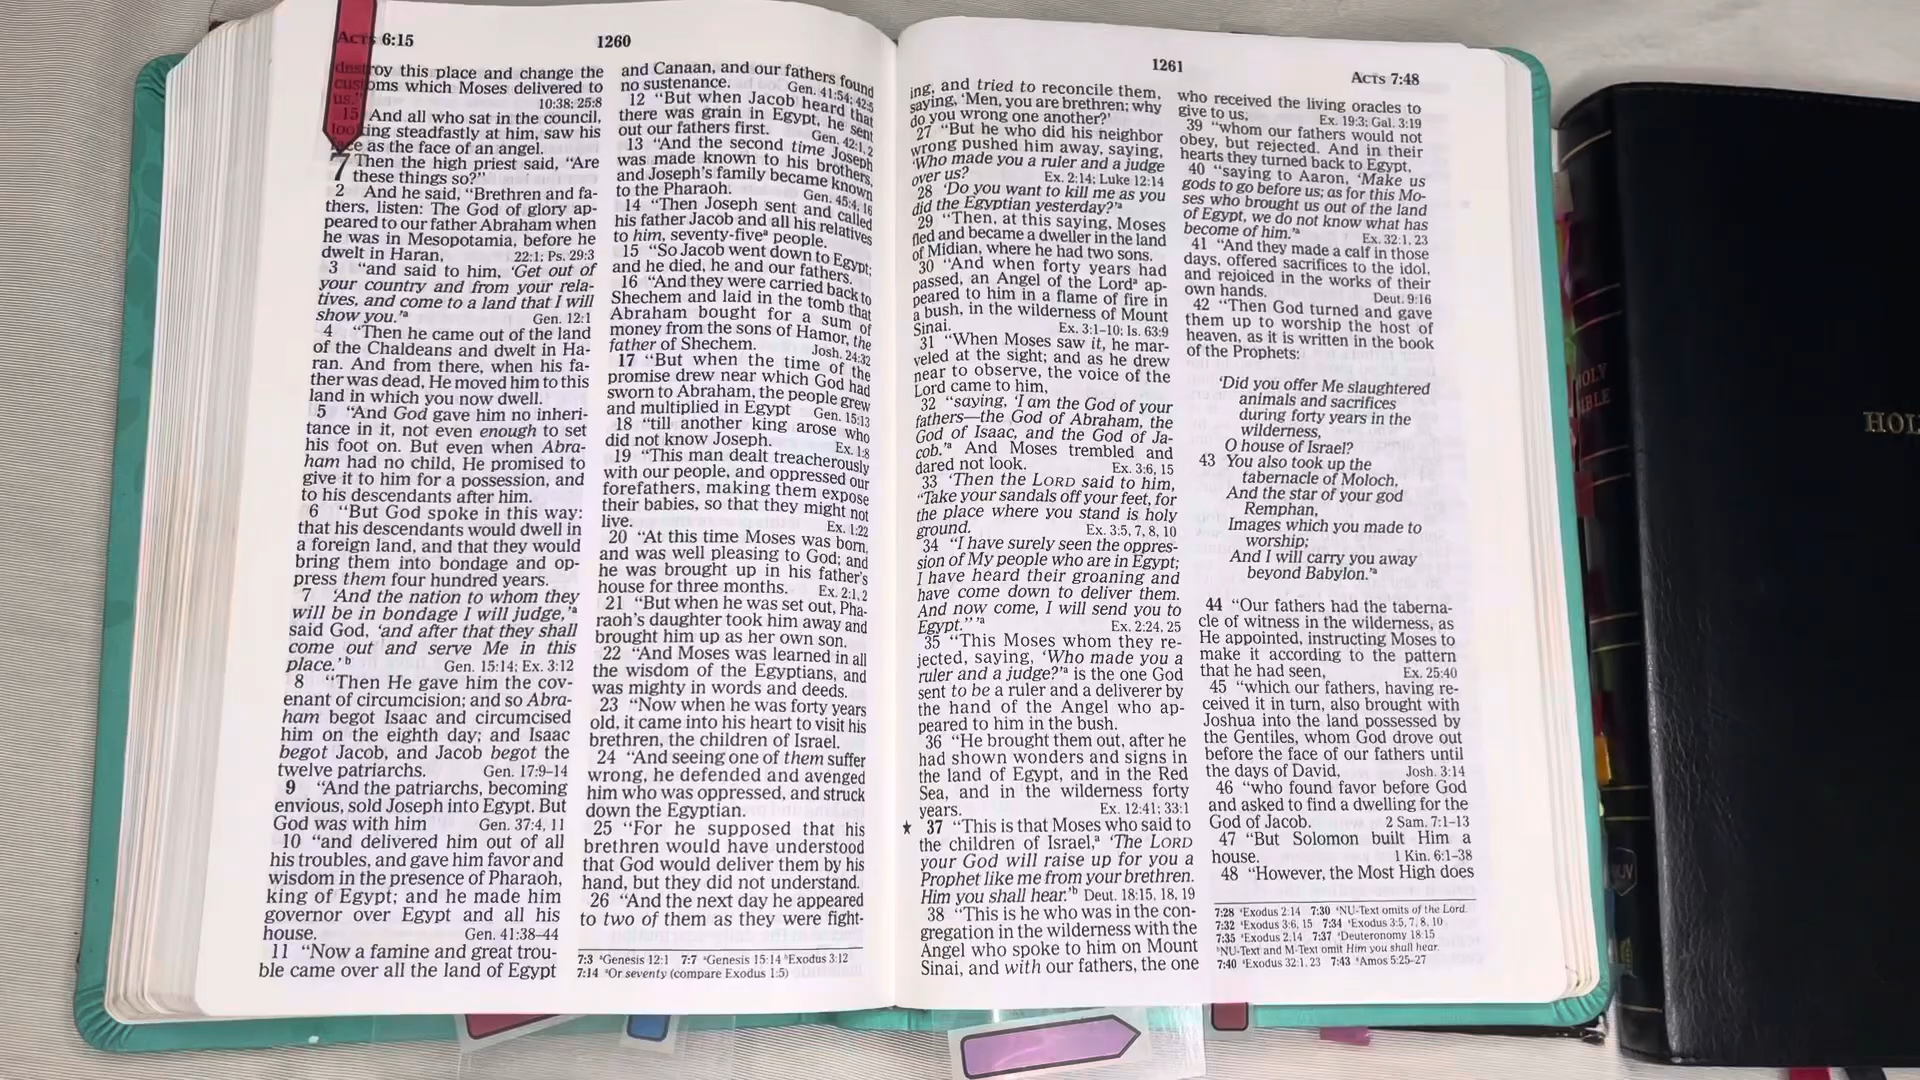 ACTS 6:15
1260
destroy this place and change the
customs which Moses delivered to
us."
10:38; 25:8
15 And all who sat in the council,
looking steadfastly at him, saw his
face as the face of an angel.
7 Then the high priest said, “Are
these things so?”
2 And he said, “Brethren and fa-
thers, listen: The God of glory ap-
peared to our father Abraham when
he was in Mesopotamia, before he
dwelt in Haran, 22:1; Ps. 29:3
3 “and said to him, ‘Get out of
your country and from your rela-
tives, and come to a land that I will
show you.’a Gen. 12:1
4 “Then he came out of the land
of the Chaldeans and dwelt in Ha-
ran. And from there, when his fa-
ther was dead, He moved him to this
land in which you now dwell.
5 “And God gave him no inheri-
tance in it, not even enough to set
his foot on. But even when Abra-
ham had no child, He promised to
give it to him for a possession, and
to his descendants after him.
6 “But God spoke in this way:
that his descendants would dwell in
a foreign land, and that they would
bring them into bondage and op-
press them four hundred years.
7 ‘And the nation to whom they
will be in bondage I will judge,’a
said God, ‘and after that they shall
come out and serve Me in this
place.’b Gen. 15:14; Ex. 3:12
8 “Then He gave him the cov-
enant of circumcision; and so Abra-
ham begot Isaac and circumcised
him on the eighth day; and Isaac
begot Jacob, and Jacob begot the
twelve patriarchs. Gen. 17:9–14
9 “And the patriarchs, becoming
envious, sold Joseph into Egypt. But
God was with him Gen. 37:4, 11
10 “and delivered him out of all
his troubles, and gave him favor and
wisdom in the presence of Pharaoh,
king of Egypt; and he made him
governor over Egypt and all his
house. Gen. 41:38–44
11 “Now a famine and great trou-
ble came over all the land of Egypt
and Canaan, and our fathers found
no sustenance. Gen. 41:54; 42:5
12 “But when Jacob heard that
there was grain in Egypt, he sent
out our fathers first. Gen. 42:1, 2
13 “And the second time Joseph
was made known to his brothers,
and Joseph’s family became known
to the Pharaoh. Gen. 45:4, 16
14 “Then Joseph sent and called
his father Jacob and all his relatives
to him, seventy-fivea people.
15 “So Jacob went down to Egypt;
and he died, he and our fathers.
16 “And they were carried back to
Shechem and laid in the tomb that
Abraham bought for a sum of
money from the sons of Hamor, the
father of Shechem. Josh. 24:32
17 “But when the time of the
promise drew near which God had
sworn to Abraham, the people grew
and multiplied in Egypt Gen. 15:13
18 “till another king arose who
did not know Joseph. Ex. 1:8
19 “This man dealt treacherously
with our people, and oppressed our
forefathers, making them expose
their babies, so that they might not
live. Ex. 1:22
20 “At this time Moses was born,
and was well pleasing to God; and
he was brought up in his father’s
house for three months. Ex. 2:1, 2
21 “But when he was set out, Pha-
raoh’s daughter took him away and
brought him up as her own son.
22 “And Moses was learned in all
the wisdom of the Egyptians, and
was mighty in words and deeds.
23 “Now when he was forty years
old, it came into his heart to visit his
brethren, the children of Israel.
24 “And seeing one of them suffer
wrong, he defended and avenged
him who was oppressed, and struck
down the Egyptian.
25 “For he supposed that his
brethren would have understood
that God would deliver them by his
hand, but they did not understand.
26 “And the next day he appeared
to two of them as they were fight-
7:3 aGenesis 12:1 7:7 aGenesis 15:14 bExodus 3:12
7:14 aOr seventy (compare Exodus 1:5)
1261
ACTS 7:48
ing, and tried to reconcile them,
saying, ‘Men, you are brethren; why
do you wrong one another?’
27 “But he who did his neighbor
wrong pushed him away, saying,
‘Who made you a ruler and a judge
over us? Ex. 2:14; Luke 12:14
28 ‘Do you want to kill me as you
did the Egyptian yesterday?’a
29 “Then, at this saying, Moses
fled and became a dweller in the land
of Midian, where he had two sons.
30 “And when forty years had
passed, an Angel of the Lorda ap-
peared to him in a flame of fire in
a bush, in the wilderness of Mount
Sinai. Ex. 3:1–10; Is. 63:9
31 “When Moses saw it, he mar-
veled at the sight; and as he drew
near to observe, the voice of the
Lord came to him,
32 “saying, ‘I am the God of your
fathers—the God of Abraham, the
God of Isaac, and the God of Ja-
cob.’a And Moses trembled and
dared not look. Ex. 3:6, 15
33 ‘Then the LORD said to him,
“Take your sandals off your feet, for
the place where you stand is holy
ground. Ex. 3:5, 7, 8, 10
34 “I have surely seen the oppres-
sion of My people who are in Egypt;
I have heard their groaning and
have come down to deliver them.
And now come, I will send you to
Egypt.” ’a Ex. 2:24, 25
35 “This Moses whom they re-
jected, saying, ‘Who made you a
ruler and a judge?’a is the one God
sent to be a ruler and a deliverer by
the hand of the Angel who ap-
peared to him in the bush.
36 “He brought them out, after he
had shown wonders and signs in
the land of Egypt, and in the Red
Sea, and in the wilderness forty
years. Ex. 12:41; 33:1
★ 37 “This is that Moses who said to
the children of Israel,a ‘The LORD
your God will raise up for you a
Prophet like me from your brethren.
Him you shall hear.’b Deut. 18:15, 18, 19
38 “This is he who was in the con-
gregation in the wilderness with the
Angel who spoke to him on Mount
Sinai, and with our fathers, the one
who received the living oracles to
give to us, Ex. 19:3; Gal. 3:19
39 “whom our fathers would not
obey, but rejected. And in their
hearts they turned back to Egypt,
40 “saying to Aaron, ‘Make us
gods to go before us; as for this Mo-
ses who brought us out of the land
of Egypt, we do not know what has
become of him.’a Ex. 32:1, 23
41 “And they made a calf in those
days, offered sacrifices to the idol,
and rejoiced in the works of their
own hands. Deut. 9:16
42 “Then God turned and gave
them up to worship the host of
heaven, as it is written in the book
of the Prophets:
‘Did you offer Me slaughtered
animals and sacrifices
during forty years in the
wilderness,
O house of Israel?
43 You also took up the
tabernacle of Moloch,
And the star of your god
Remphan,
Images which you made to
worship;
And I will carry you away
beyond Babylon.’a
44 “Our fathers had the taberna-
cle of witness in the wilderness, as
He appointed, instructing Moses to
make it according to the pattern
that he had seen, Ex. 25:40
45 “which our fathers, having re-
ceived it in turn, also brought with
Joshua into the land possessed by
the Gentiles, whom God drove out
before the face of our fathers until
the days of David, Josh. 3:14
46 “who found favor before God
and asked to find a dwelling for the
God of Jacob. 2 Sam. 7:1–13
47 “But Solomon built Him a
house. 1 Kin. 6:1–38
48 “However, the Most High does
7:28 aExodus 2:14 7:30 aNU-Text omits of the Lord.
7:32 aExodus 3:6, 15 7:34 aExodus 3:5, 7, 8, 10
7:35 aExodus 2:14 7:37 aDeuteronomy 18:15
bNU-Text and M-Text omit Him you shall hear.
7:40 aExodus 32:1, 23 7:43 aAmos 5:25–27
HOLY
BIBLE
NKJV
HOL